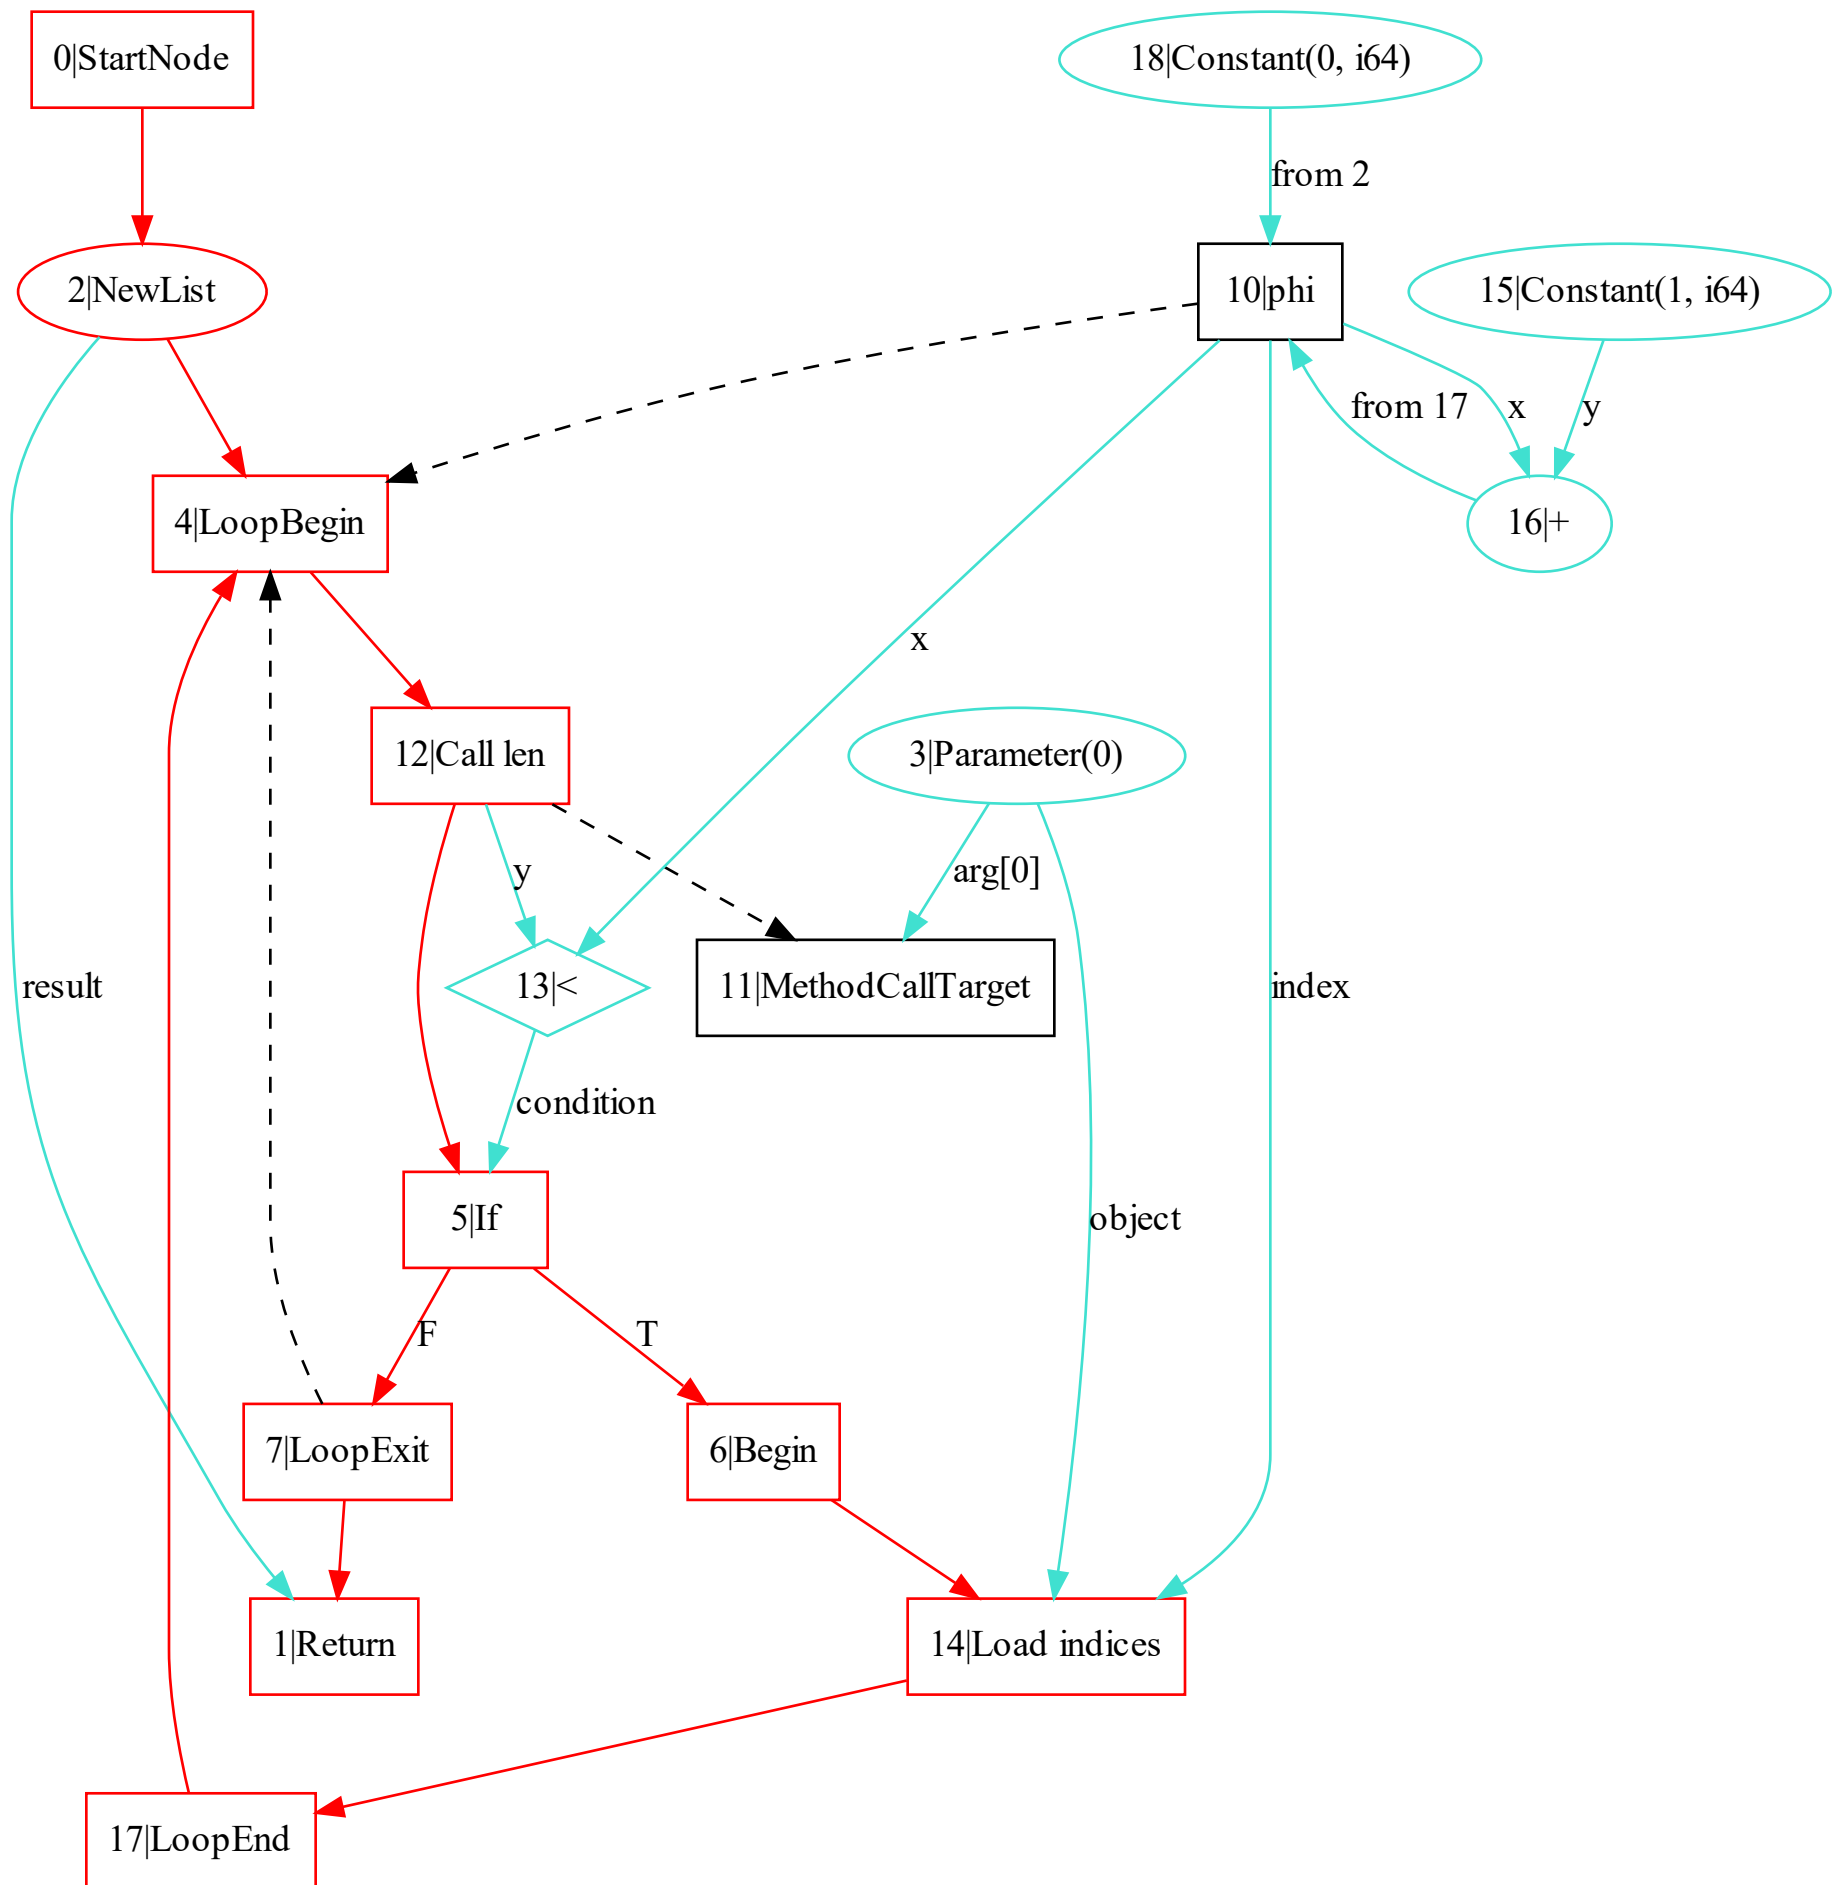 0|StartNode
18|Constant(0, i64)
from 2
2|NewList
10|phi
15|Constant(1, i64)
from 17
x
y
4|LoopBegin
16|+
x
12|Call len
3|Parameter(0)
y
arg[0]
result
13|<
11|MethodCallTarget
index
condition
5|If
object
F
T
7|LoopExit
6|Begin
1|Return
14|Load indices
17|LoopEnd